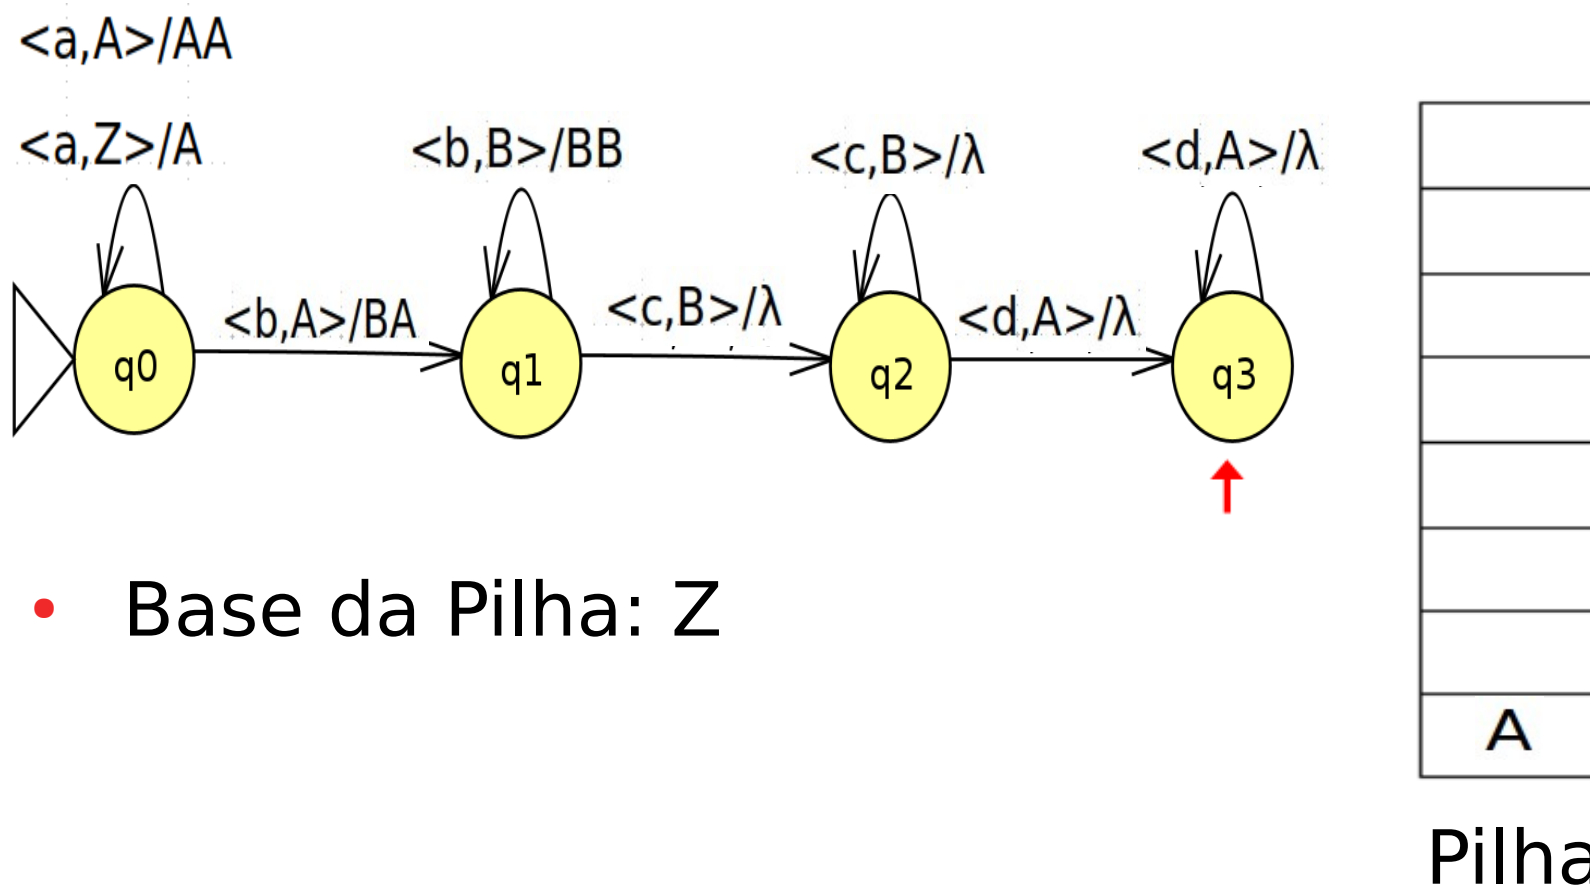 <a,A>/AA
<a,Z>/A
<b,B>/BB
<c,B>/λ
<d,A>/λ
<b,A>/BA
<c,B>/λ
<d,A>/λ
q0
q1
q2
q3
• Base da Pilha: Z
A
Pilha